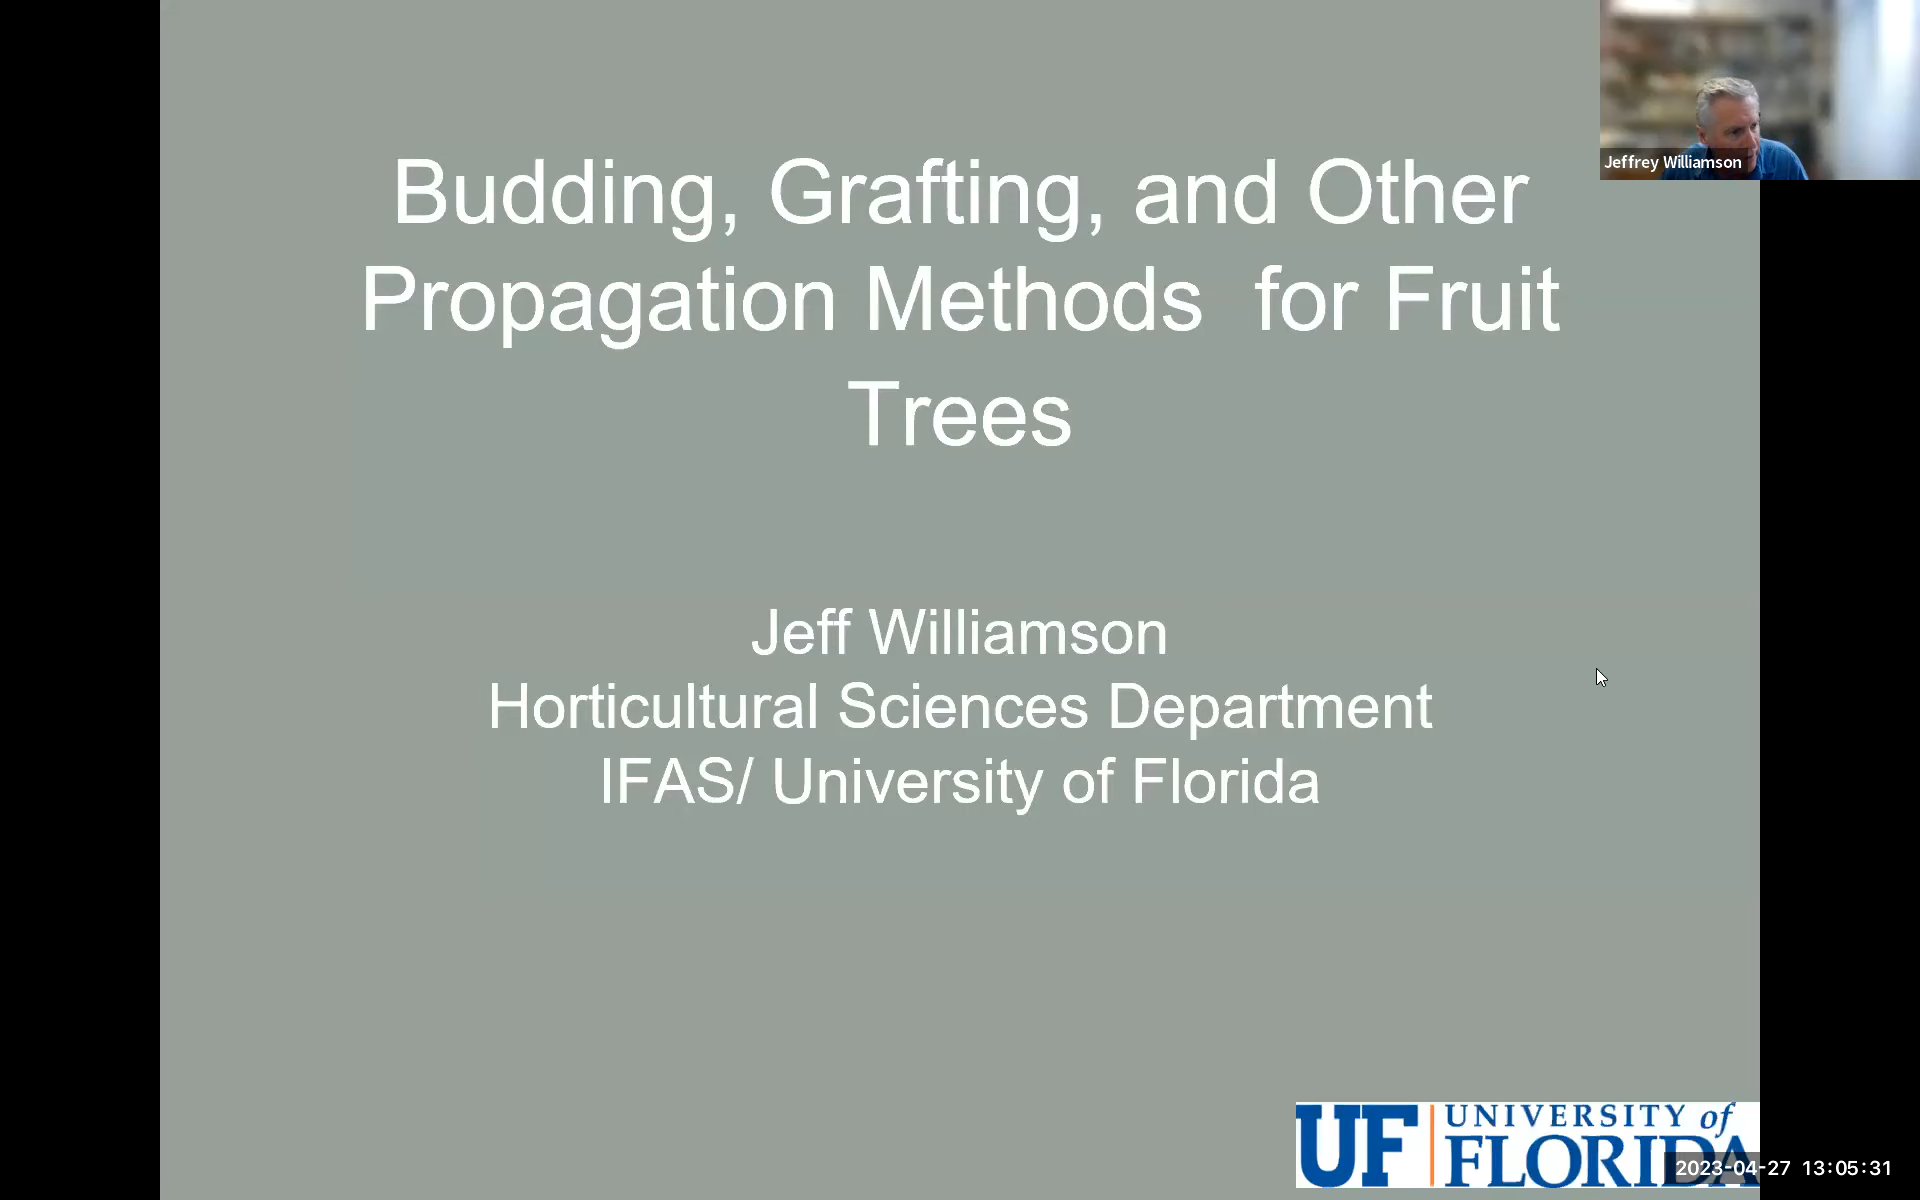 Jeffrey Williamson
Budding, Grafting, and Other
Propagation Methods  for Fruit
Trees
Jeff Williamson
Horticultural Sciences Department
IFAS/ University of Florida
UF UNIVERSITY of
FLORIDA
2023-04-27 13:05:31